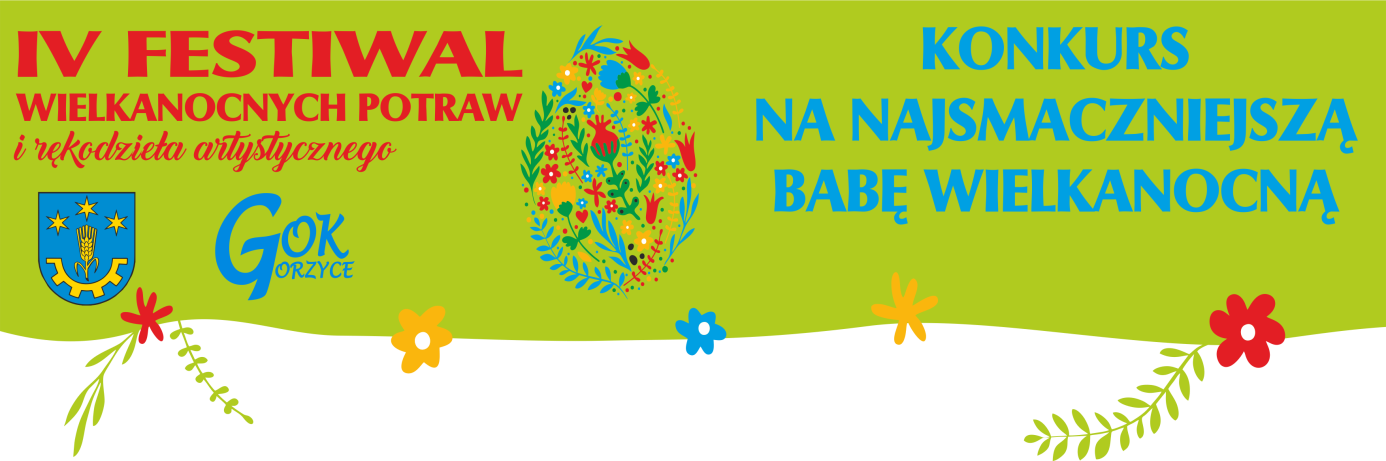 IV FESTIWAL
WIELKANOCNYCH POTRAW
i rękodzieła artystycznego
GOK
GORZYCE
KONKURS
NA NAJSMACZNIEJSZĄ
BABĘ WIELKANOCNĄ